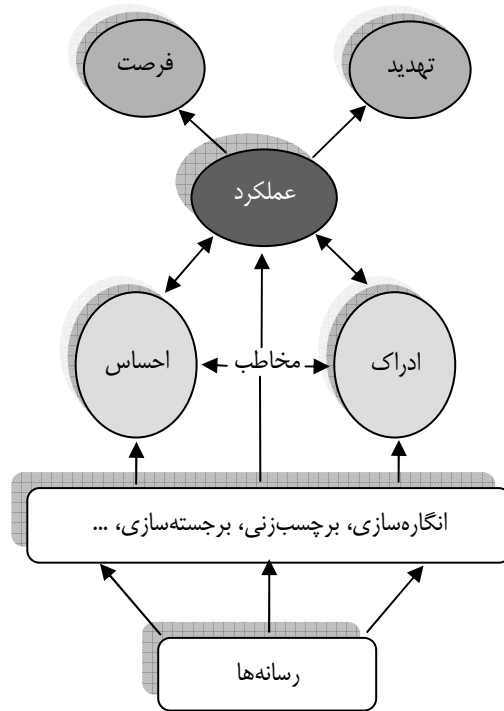 تهدید
فرصت
عملکرد
ادراک
مخاطب
احساس
انگاره‌سازی، برچسب‌زنی، برجسته‌سازی، ...
رسانه‌ها